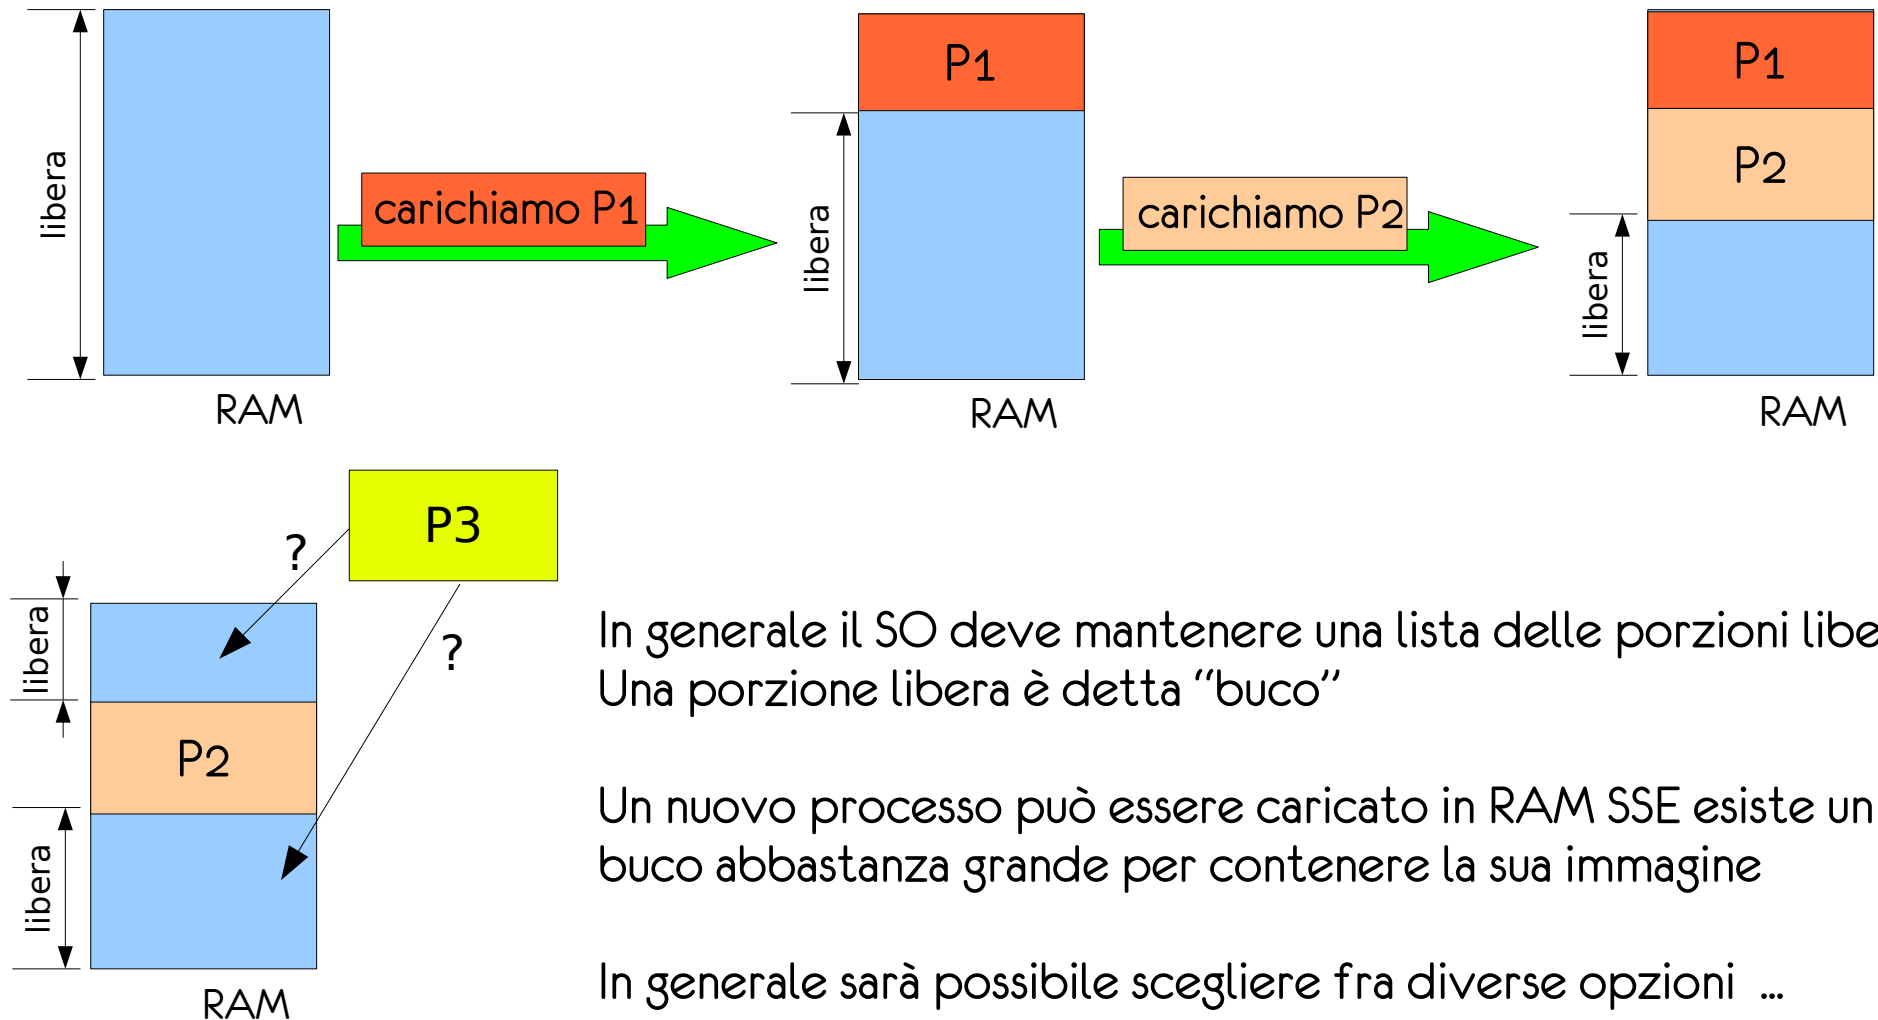 libera
RAM
carichiamo P1
P1
libera
RAM
carichiamo P2
P1
P2
libera
RAM
P3
?
?
libera
P2
libera
RAM
In generale il SO deve mantenere una lista delle porzioni libe
Una porzione libera è detta “buco”
Un nuovo processo può essere caricato in RAM SSE esiste un
buco abbastanza grande per contenere la sua immagine
In generale sarà possibile scegliere fra diverse opzioni ...